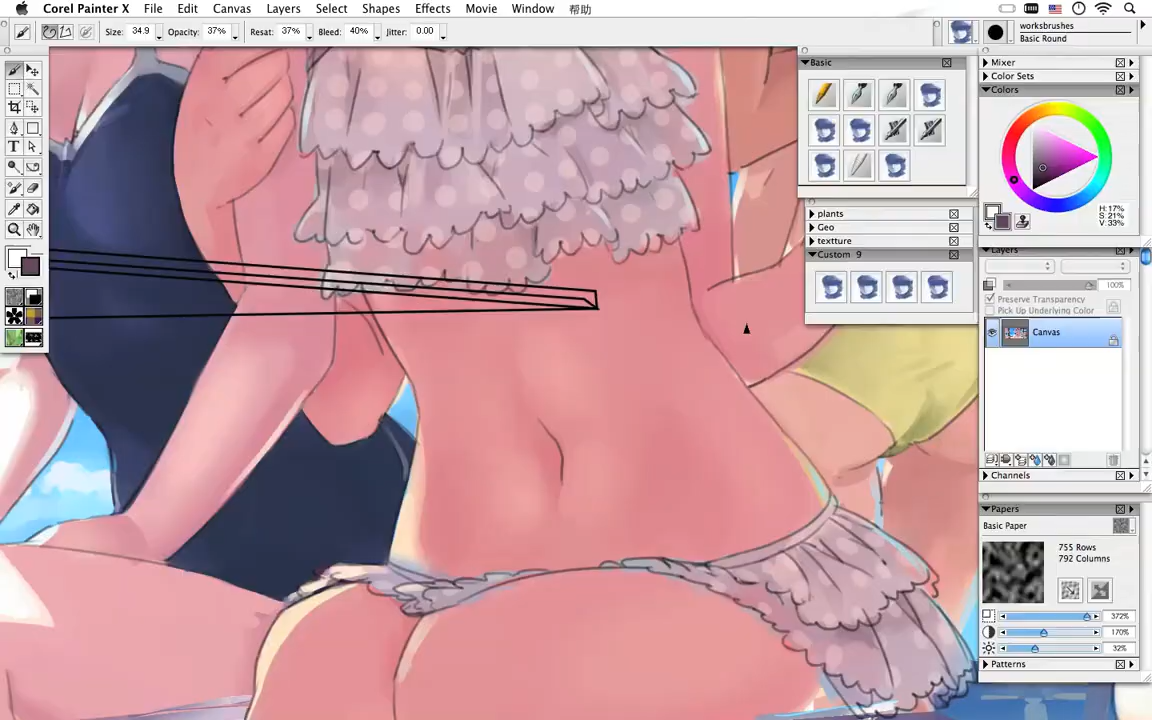 Corel Painter X File Edit Canvas Layers Select Shapes Effects Movie Window 帮助
Size: 34.9 Opacity: 37% Resat: 37% Bleed: 40% Jitter: 0.00
worksbrushes
Basic Round
Basic
plants
Geo
textture
Custom 9
Mixer
Color Sets
Colors
H: 17%
S: 21%
V: 33%
Layers
100%
Preserve Transparency
Pick Up Underlying Color
Canvas
Channels
Papers
Basic Paper
755 Rows
792 Columns
372%
170%
32%
Patterns
T